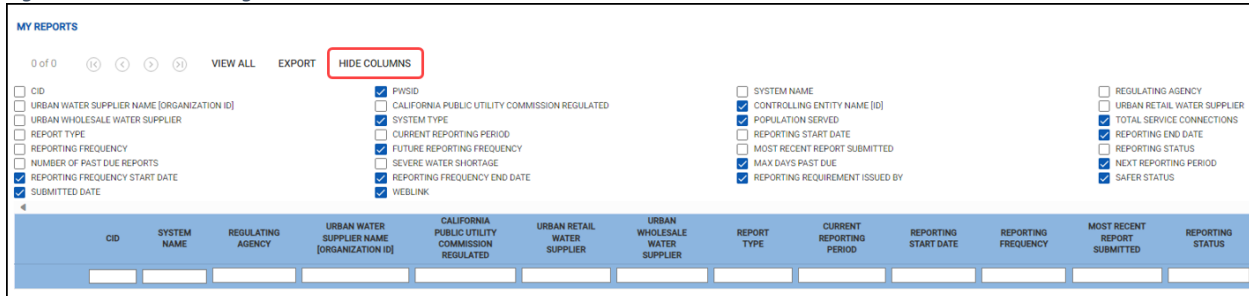 MY REPORTS
0 of 0 VIEW ALL EXPORT HIDE COLUMNS
CID PWSID SYSTEM NAME REGULATING AGENCY
URBAN WATER SUPPLIER NAME [ORGANIZATION ID] CALIFORNIA PUBLIC UTILITY COMMISSION REGULATED CONTROLLING ENTITY NAME [ID] URBAN RETAIL WATER SUPPLIER
URBAN WHOLESALE WATER SUPPLIER SYSTEM TYPE POPULATION SERVED TOTAL SERVICE CONNECTIONS
REPORT TYPE CURRENT REPORTING PERIOD REPORTING START DATE REPORTING END DATE
REPORTING FREQUENCY FUTURE REPORTING FREQUENCY MOST RECENT REPORT SUBMITTED REPORTING STATUS
NUMBER OF PAST DUE REPORTS SEVERE WATER SHORTAGE MAX DAYS PAST DUE NEXT REPORTING PERIOD
REPORTING FREQUENCY START DATE REPORTING FREQUENCY END DATE REPORTING REQUIREMENT ISSUED BY SAFER STATUS
SUBMITTED DATE WEBLINK
CID
SYSTEM
NAME
REGULATING
AGENCY
URBAN WATER
SUPPLIER NAME
[ORGANIZATION ID]
CALIFORNIA
PUBLIC UTILITY
COMMISSION
REGULATED
URBAN RETAIL
WATER
SUPPLIER
URBAN
WHOLESALE
WATER
SUPPLIER
REPORT
TYPE
CURRENT
REPORTING
PERIOD
REPORTING
START DATE
REPORTING
FREQUENCY
MOST RECENT
REPORT
SUBMITTED
REPORTING
STATUS